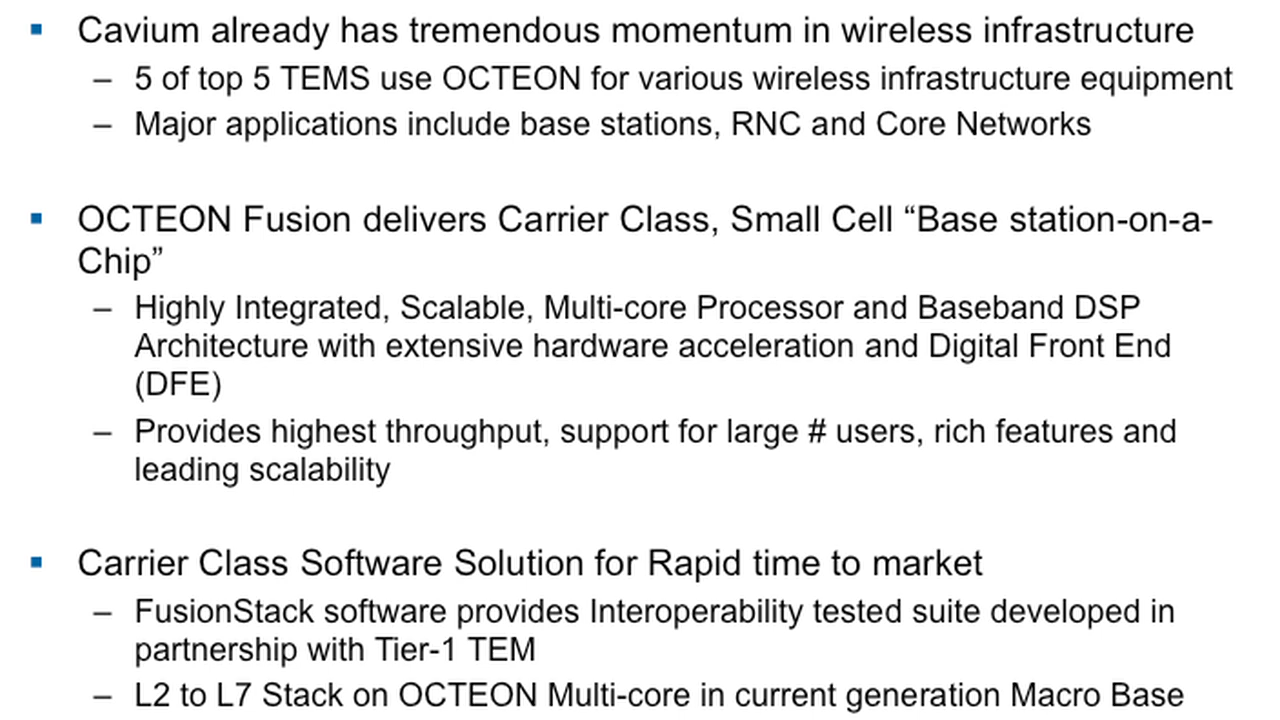 ▪ Cavium already has tremendous momentum in wireless infrastructure
– 5 of top 5 TEMS use OCTEON for various wireless infrastructure equipment
– Major applications include base stations, RNC and Core Networks
▪ OCTEON Fusion delivers Carrier Class, Small Cell “Base station-on-a-
Chip”
– Highly Integrated, Scalable, Multi-core Processor and Baseband DSP
Architecture with extensive hardware acceleration and Digital Front End
(DFE)
– Provides highest throughput, support for large # users, rich features and
leading scalability
▪ Carrier Class Software Solution for Rapid time to market
– FusionStack software provides Interoperability tested suite developed in
partnership with Tier-1 TEM
– L2 to L7 Stack on OCTEON Multi-core in current generation Macro Base